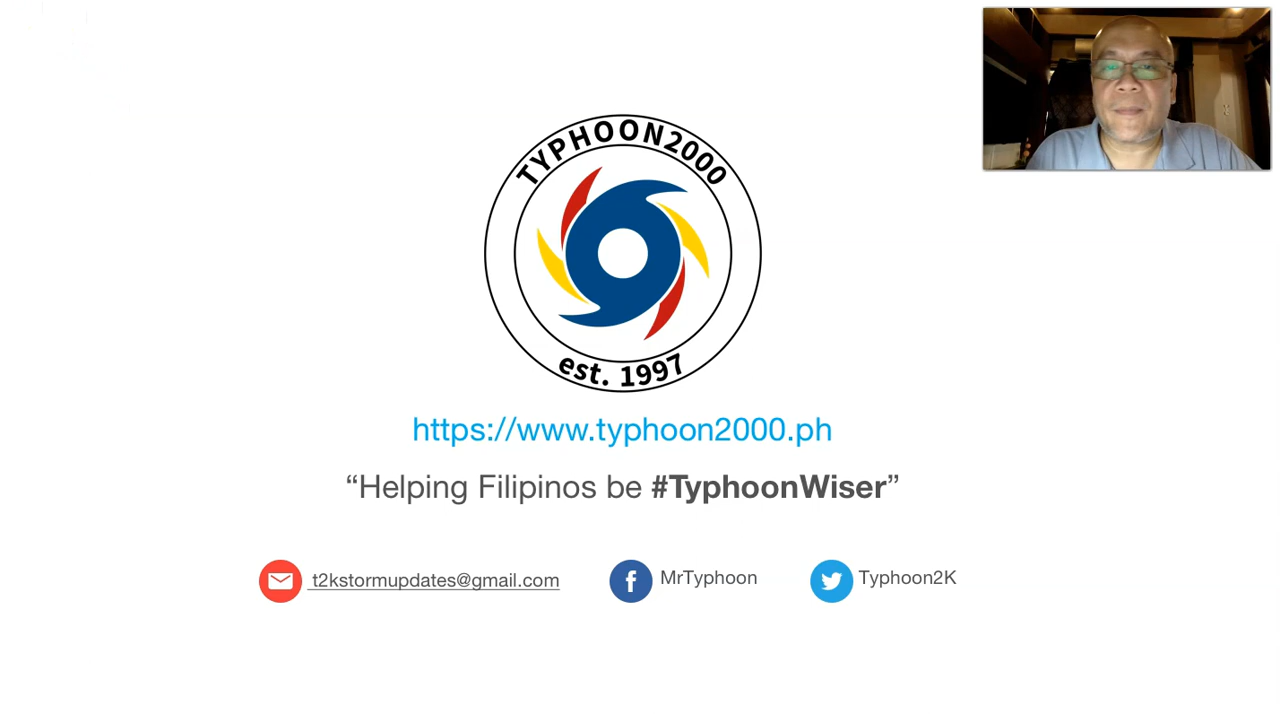 TYPHOON2000
est. 1997
https://www.typhoon2000.ph
“Helping Filipinos be #TyphoonWiser”
t2kstormupdates@gmail.com
MrTyphoon
Typhoon2K